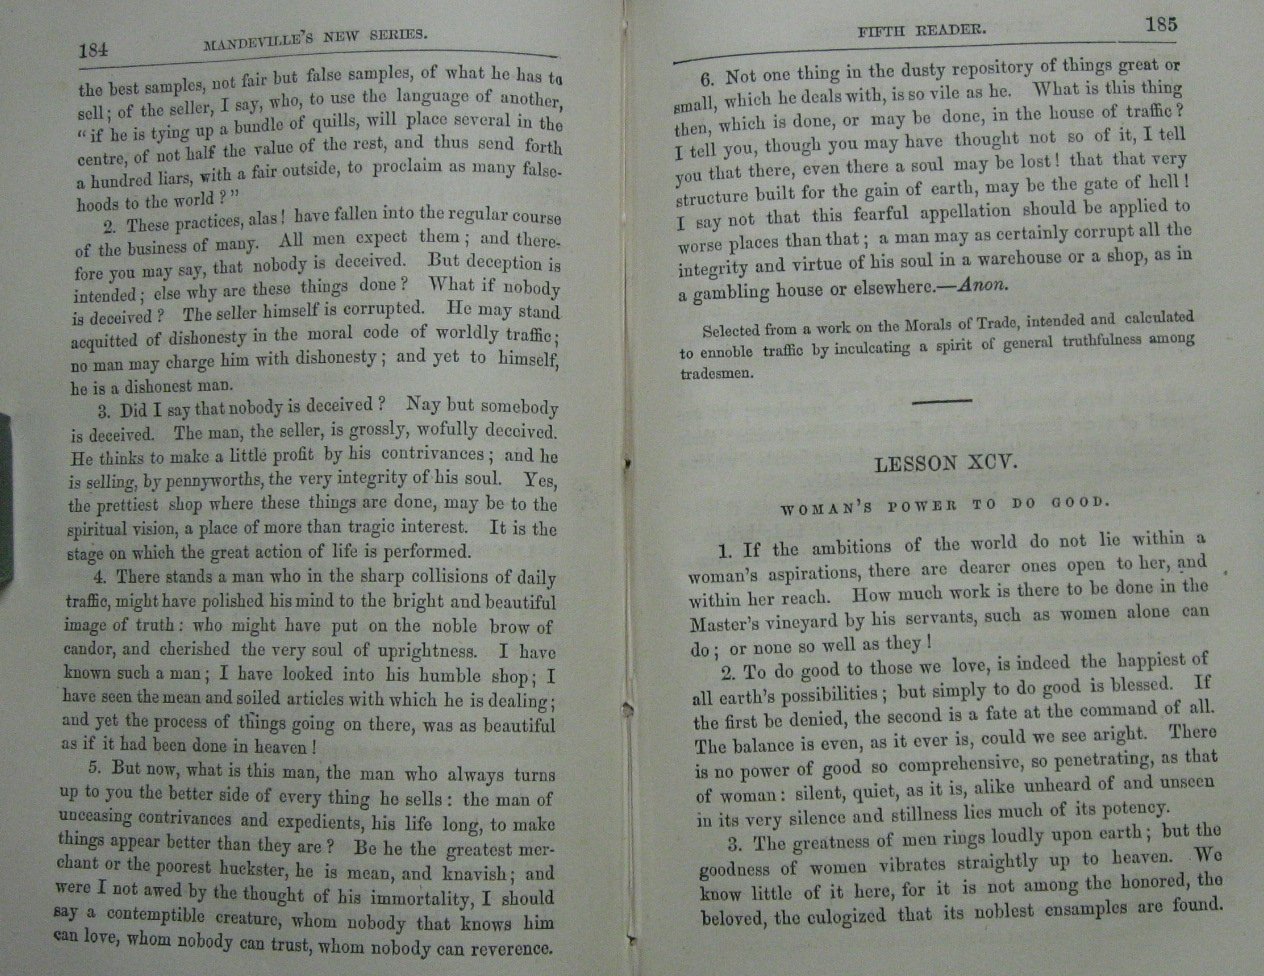 184 MANDEVILLE'S NEW SERIES.
the best samples, not fair but false samples, of what he has to
sell; of the seller, I say, who, to use the language of another,
"if he is tying up a bundle of quills, will place several in the
centre, of not half the value of the rest, and thus send forth
a hundred liars, with a fair outside, to proclaim as many false-
hoods to the world?"
2. These practices, alas! have fallen into the regular course
of the business of many. All men expect them; and there-
fore you may say, that nobody is deceived. But deception is
intended; else why are these things done? What if nobody
is deceived? The seller himself is corrupted. He may stand
acquitted of dishonesty in the moral code of worldly traffic;
no man may charge him with dishonesty; and yet to himself,
he is a dishonest man.
3. Did I say that nobody is deceived? Nay but somebody
is deceived. The man, the seller, is grossly, wofully deceived.
He thinks to make a little profit by his contrivances; and he
is selling, by pennyworths, the very integrity of his soul. Yes,
the prettiest shop where these things are done, may be to the
spiritual vision, a place of more than tragic interest. It is the
stage on which the great action of life is performed.
4. There stands a man who in the sharp collisions of daily
traffic, might have polished his mind to the bright and beautiful
image of truth: who might have put on the noble brow of
candor, and cherished the very soul of uprightness. I have
known such a man; I have looked into his humble shop; I
have seen the mean and soiled articles with which he is dealing;
and yet the process of things going on there, was as beautiful
as if it had been done in heaven!
5. But now, what is this man, the man who always turns
up to you the better side of every thing he sells: the man of
unceasing contrivances and expedients, his life long, to make
things appear better than they are? Be he the greatest mer-
chant or the poorest huckster, he is mean, and knavish; and
were I not awed by the thought of his immortality, I should
say a contemptible creature, whom nobody that knows him
can love, whom nobody can trust, whom nobody can reverence.
FIFTH READER. 185
6. Not one thing in the dusty repository of things great or
small, which he deals with, is so vile as he. What is this thing
then, which is done, or may be done, in the house of traffic?
I tell you, though you may have thought not so of it, I tell
you that there, even there a soul may be lost! that that very
structure built for the gain of earth, may be the gate of hell!
I say not that this fearful appellation should be applied to
worse places than that; a man may as certainly corrupt all the
integrity and virtue of his soul in a warehouse or a shop, as in
a gambling house or elsewhere.—Anon.
Selected from a work on the Morals of Trade, intended and calculated
to ennoble traffic by inculcating a spirit of general truthfulness among
tradesmen.
LESSON XCV.
WOMAN'S POWER TO DO GOOD.
1. If the ambitions of the world do not lie within a
woman's aspirations, there are dearer ones open to her, and
within her reach. How much work is there to be done in the
Master's vineyard by his servants, such as women alone can
do; or none so well as they!
2. To do good to those we love, is indeed the happiest of
all earth's possibilities; but simply to do good is blessed. If
the first be denied, the second is a fate at the command of all.
The balance is even, as it ever is, could we see aright. There
is no power of good so comprehensive, so penetrating, as that
of woman: silent, quiet, as it is, alike unheard of and unseen
in its very silence and stillness lies much of its potency.
3. The greatness of men rings loudly upon earth; but the
goodness of women vibrates straightly up to heaven. We
know little of it here, for it is not among the honored, the
beloved, the eulogized that its noblest ensamples are found.